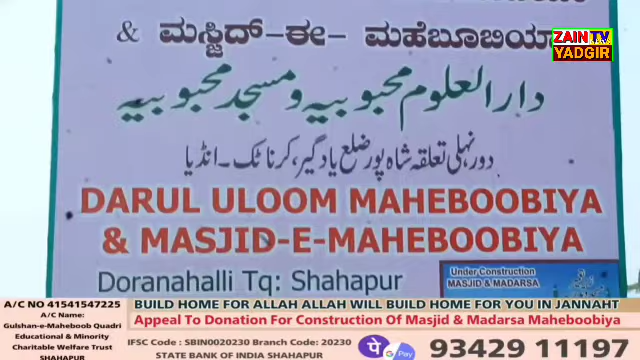 ZAIN TV
YADGIR
& ಮಸ್ಜಿದ್-ಈ- ಮಹೆಬೂಬಿಯಾ
دارالعلوم محبوبیہ و مسجد محبوبیہ
دورنہلی تعلقہ شاہ پور ضلع یادگیر، کرناٹک۔انڈیا
DARUL ULOOM MAHEBOOBIYA
& MASJID-E-MAHEBOOBIYA
Doranahalli Tq: Shahapur
Under Construction
MASJID & MADARSA
A/C NO 41541547225
A/C Name:
Gulshan-e-Maheboob Quadri
Educational & Minority
Charitable Welfare Trust
SHAHAPUR
BUILD HOME FOR ALLAH ALLAH WILL BUILD HOME FOR YOU IN JANNAHT
Appeal To Donation For Construction Of Masjid & Madarsa Maheboobiya
IFSC Code : SBIN0020230 Branch Code: 20230
STATE BANK OF INDIA SHAHAPUR
पे G Pay
93429 11197